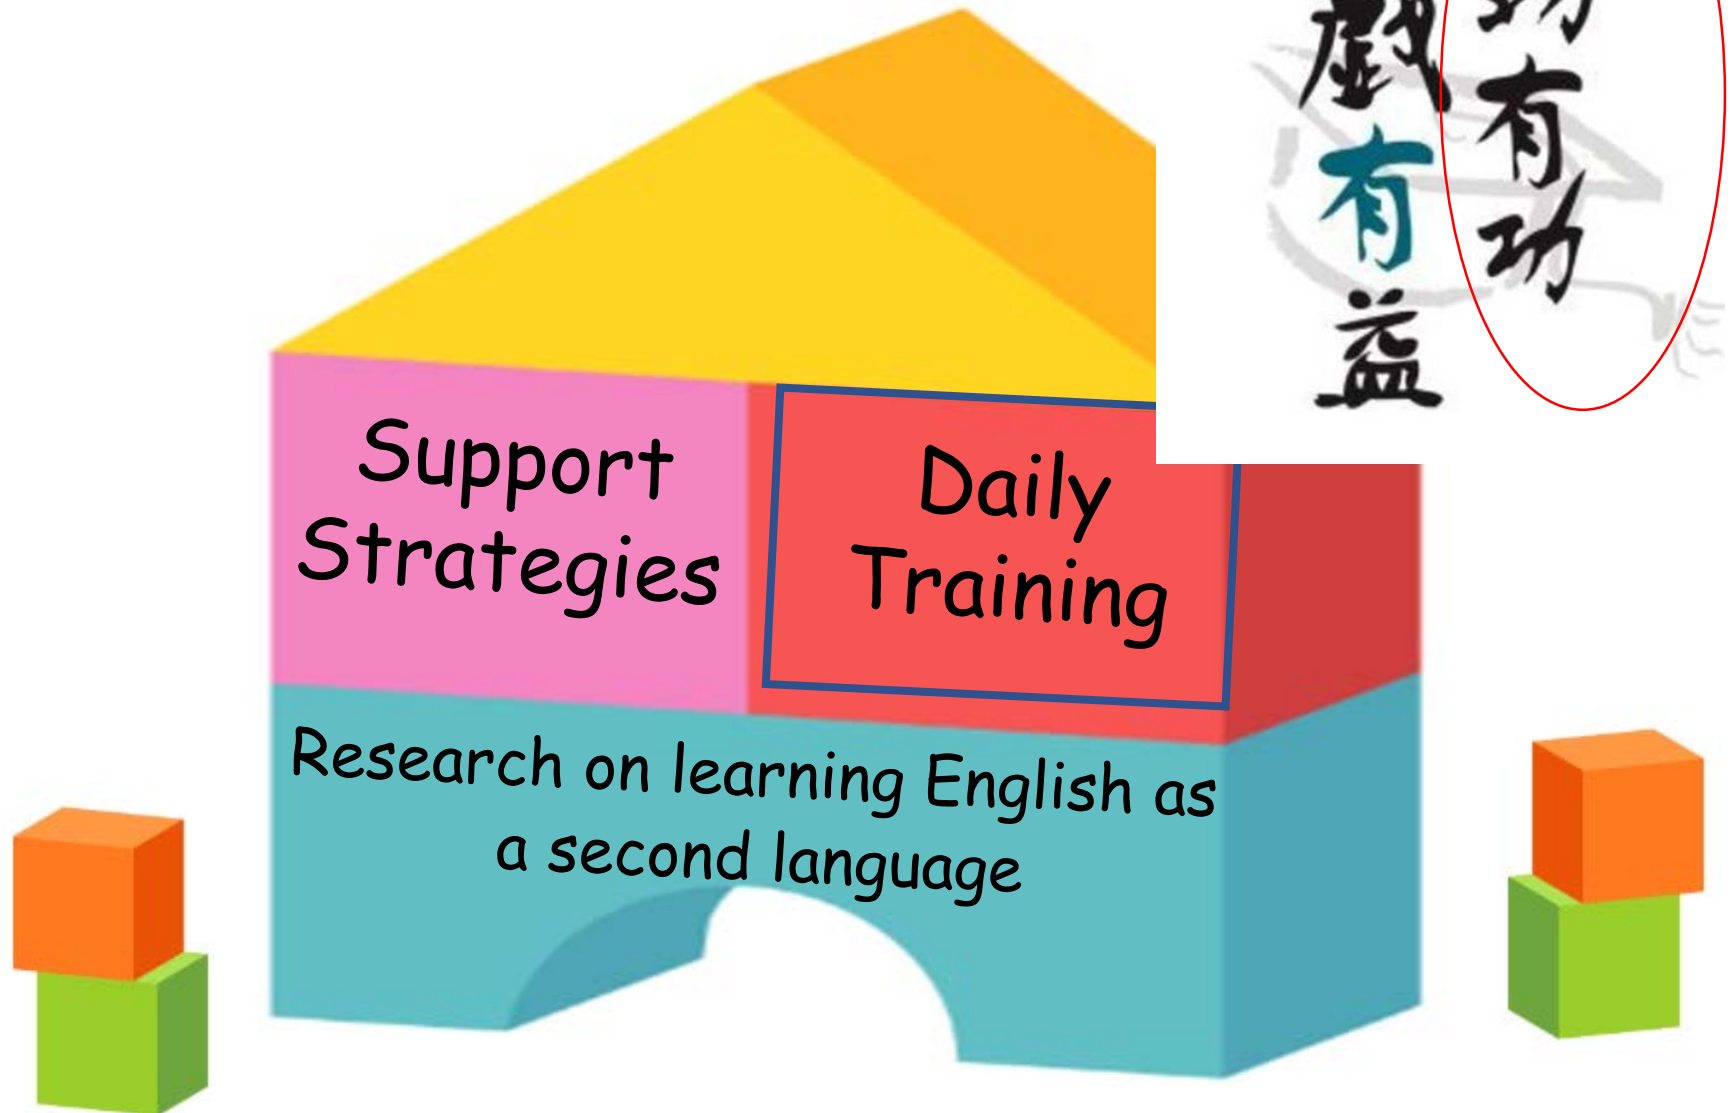 有功
戲有益
Support
Strategies
Daily
Training
Research on learning English as
a second language